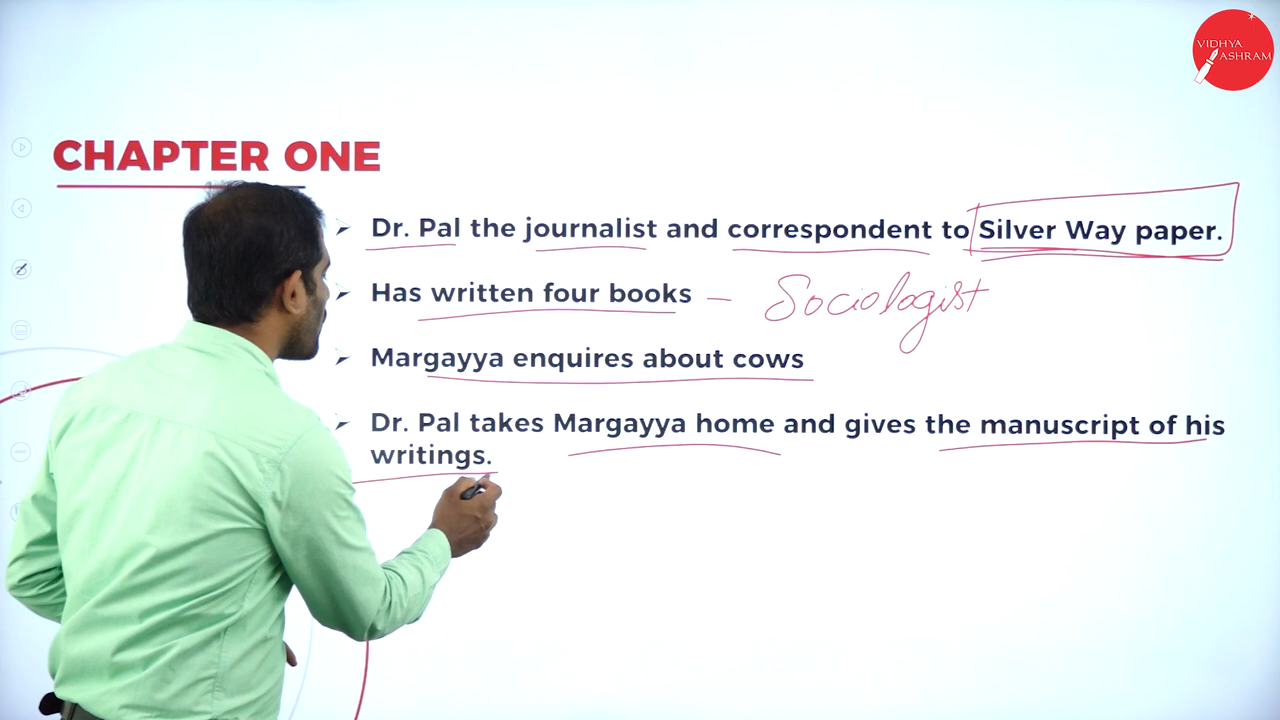 VIDHYA
ASHRAM
CHAPTER ONE
Dr. Pal the journalist and correspondent to Silver Way paper.
Has written four books – Sociologist
Margayya enquires about cows
Dr. Pal takes Margayya home and gives the manuscript of his
writings.